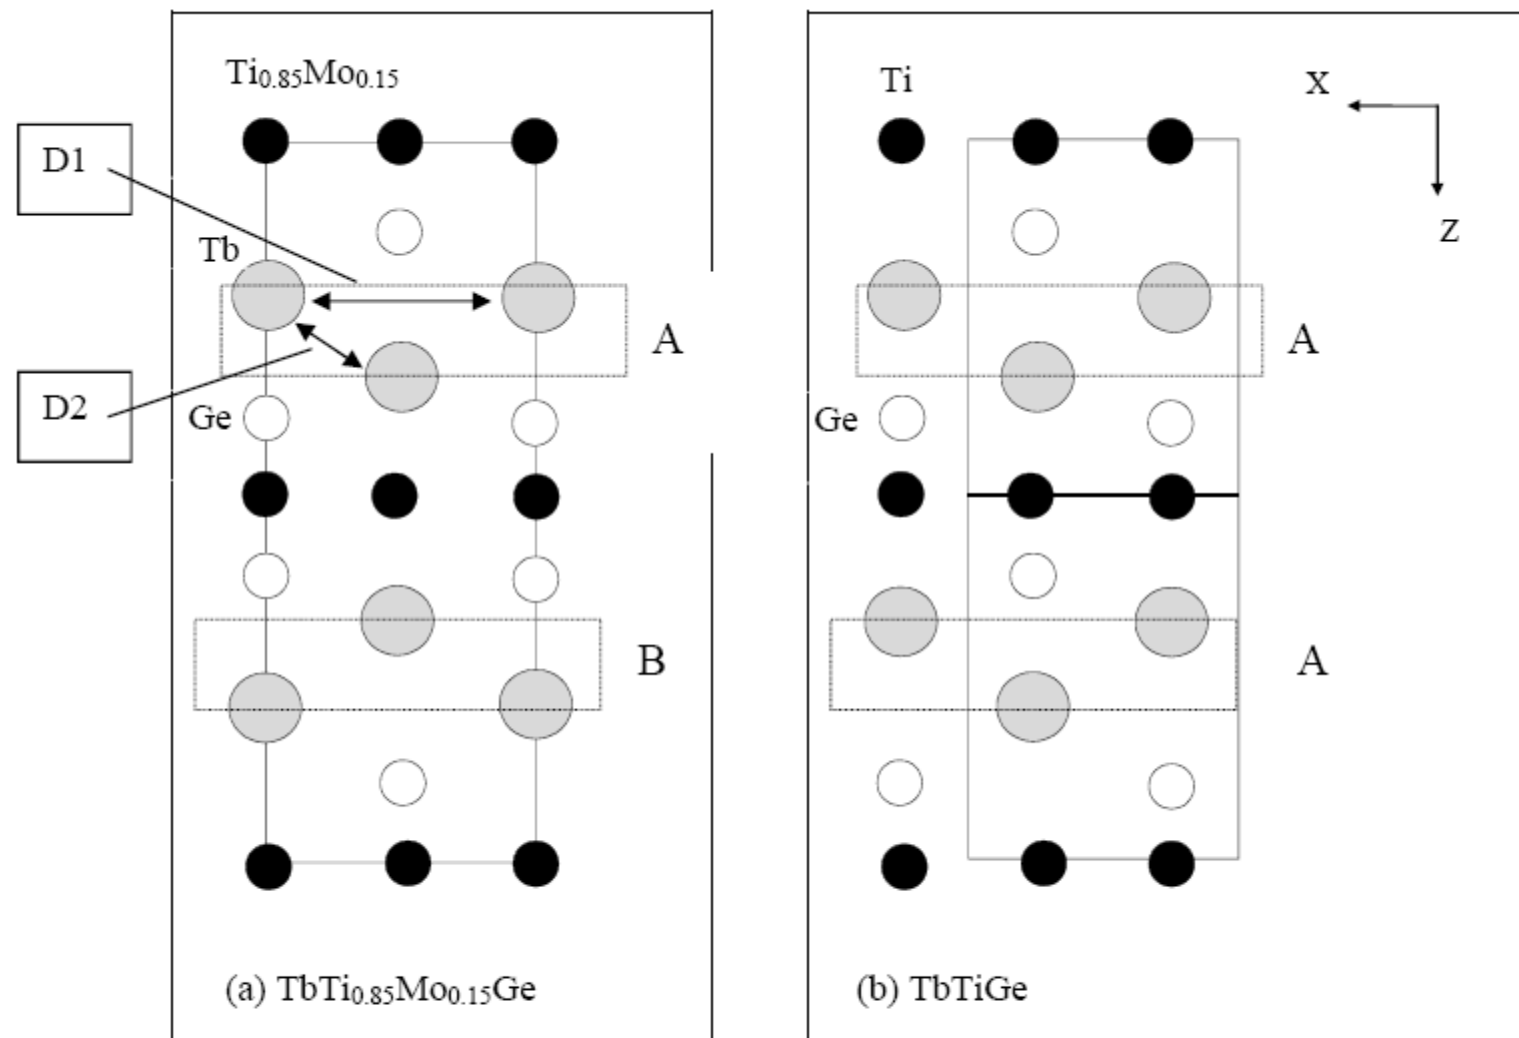 Ti0.85Mo0.15
D1
Tb
A
D2
Ge
B
(a) TbTi0.85Mo0.15Ge
Ti
X
Z
A
Ge
A
(b) TbTiGe